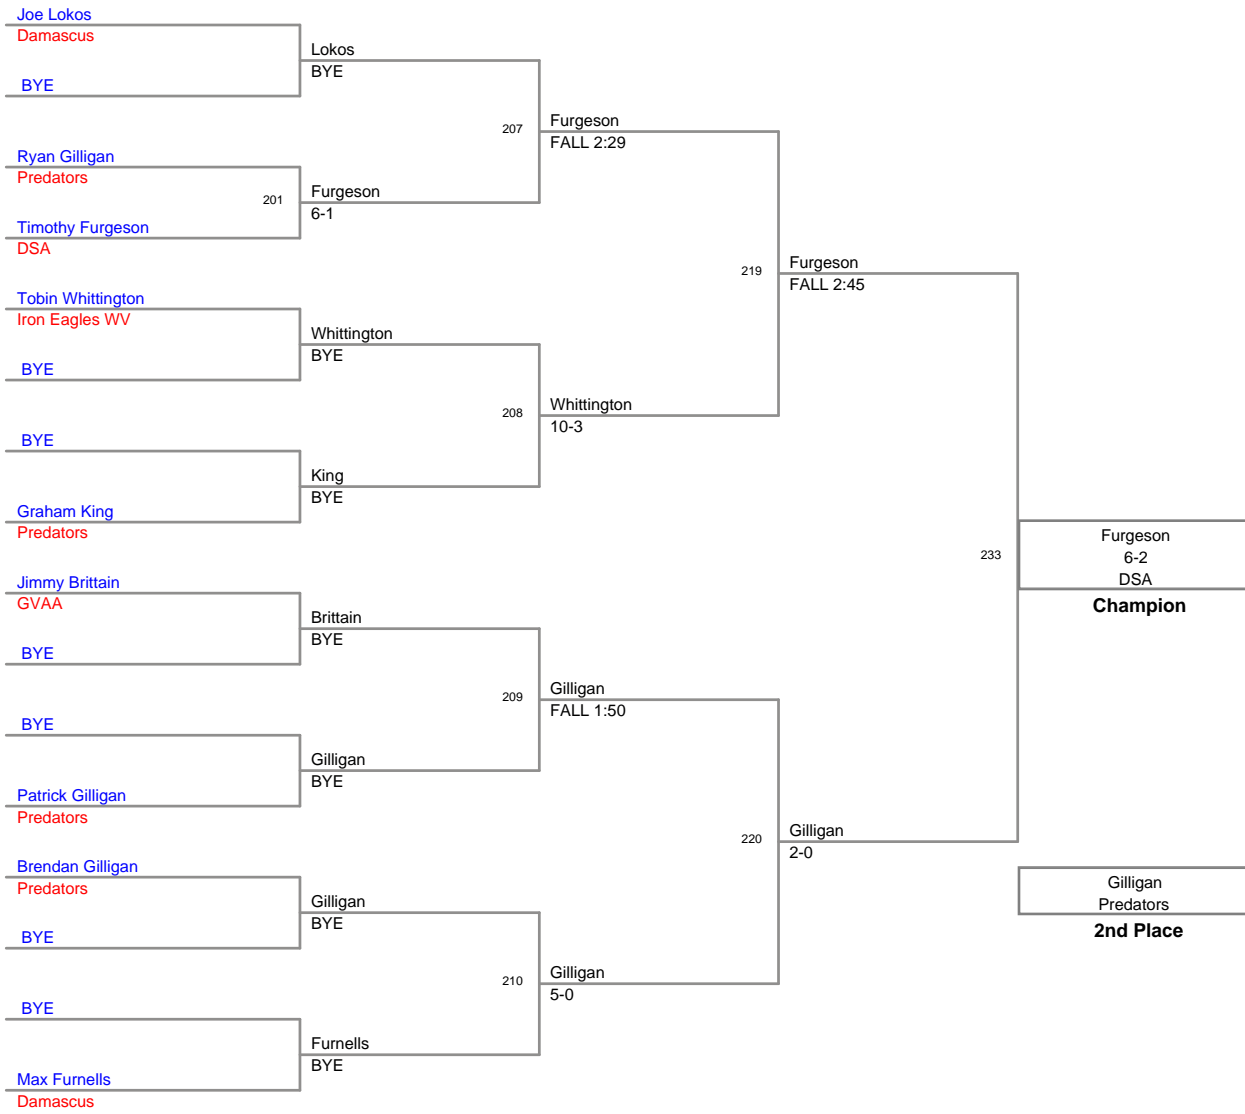 Joe Lokos
Damascus
BYE
Ryan Gilligan
Predators
Timothy Furgeson
DSA
Tobin Whittington
Iron Eagles WV
BYE
BYE
Graham King
Predators
Jimmy Brittain
GVAA
BYE
BYE
Patrick Gilligan
Predators
Brendan Gilligan
Predators
BYE
BYE
Max Furnells
Damascus
Lokos
BYE
201
Furgeson
6-1
Whittington
BYE
King
BYE
Brittain
BYE
Gilligan
BYE
Gilligan
BYE
Furnells
BYE
207
Furgeson
FALL 2:29
208
Whittington
10-3
209
Gilligan
FALL 1:50
210
Gilligan
5-0
219
Furgeson
FALL 2:45
220
Gilligan
2-0
233
Furgeson
6-2
DSA
Champion
Gilligan
Predators
2nd Place